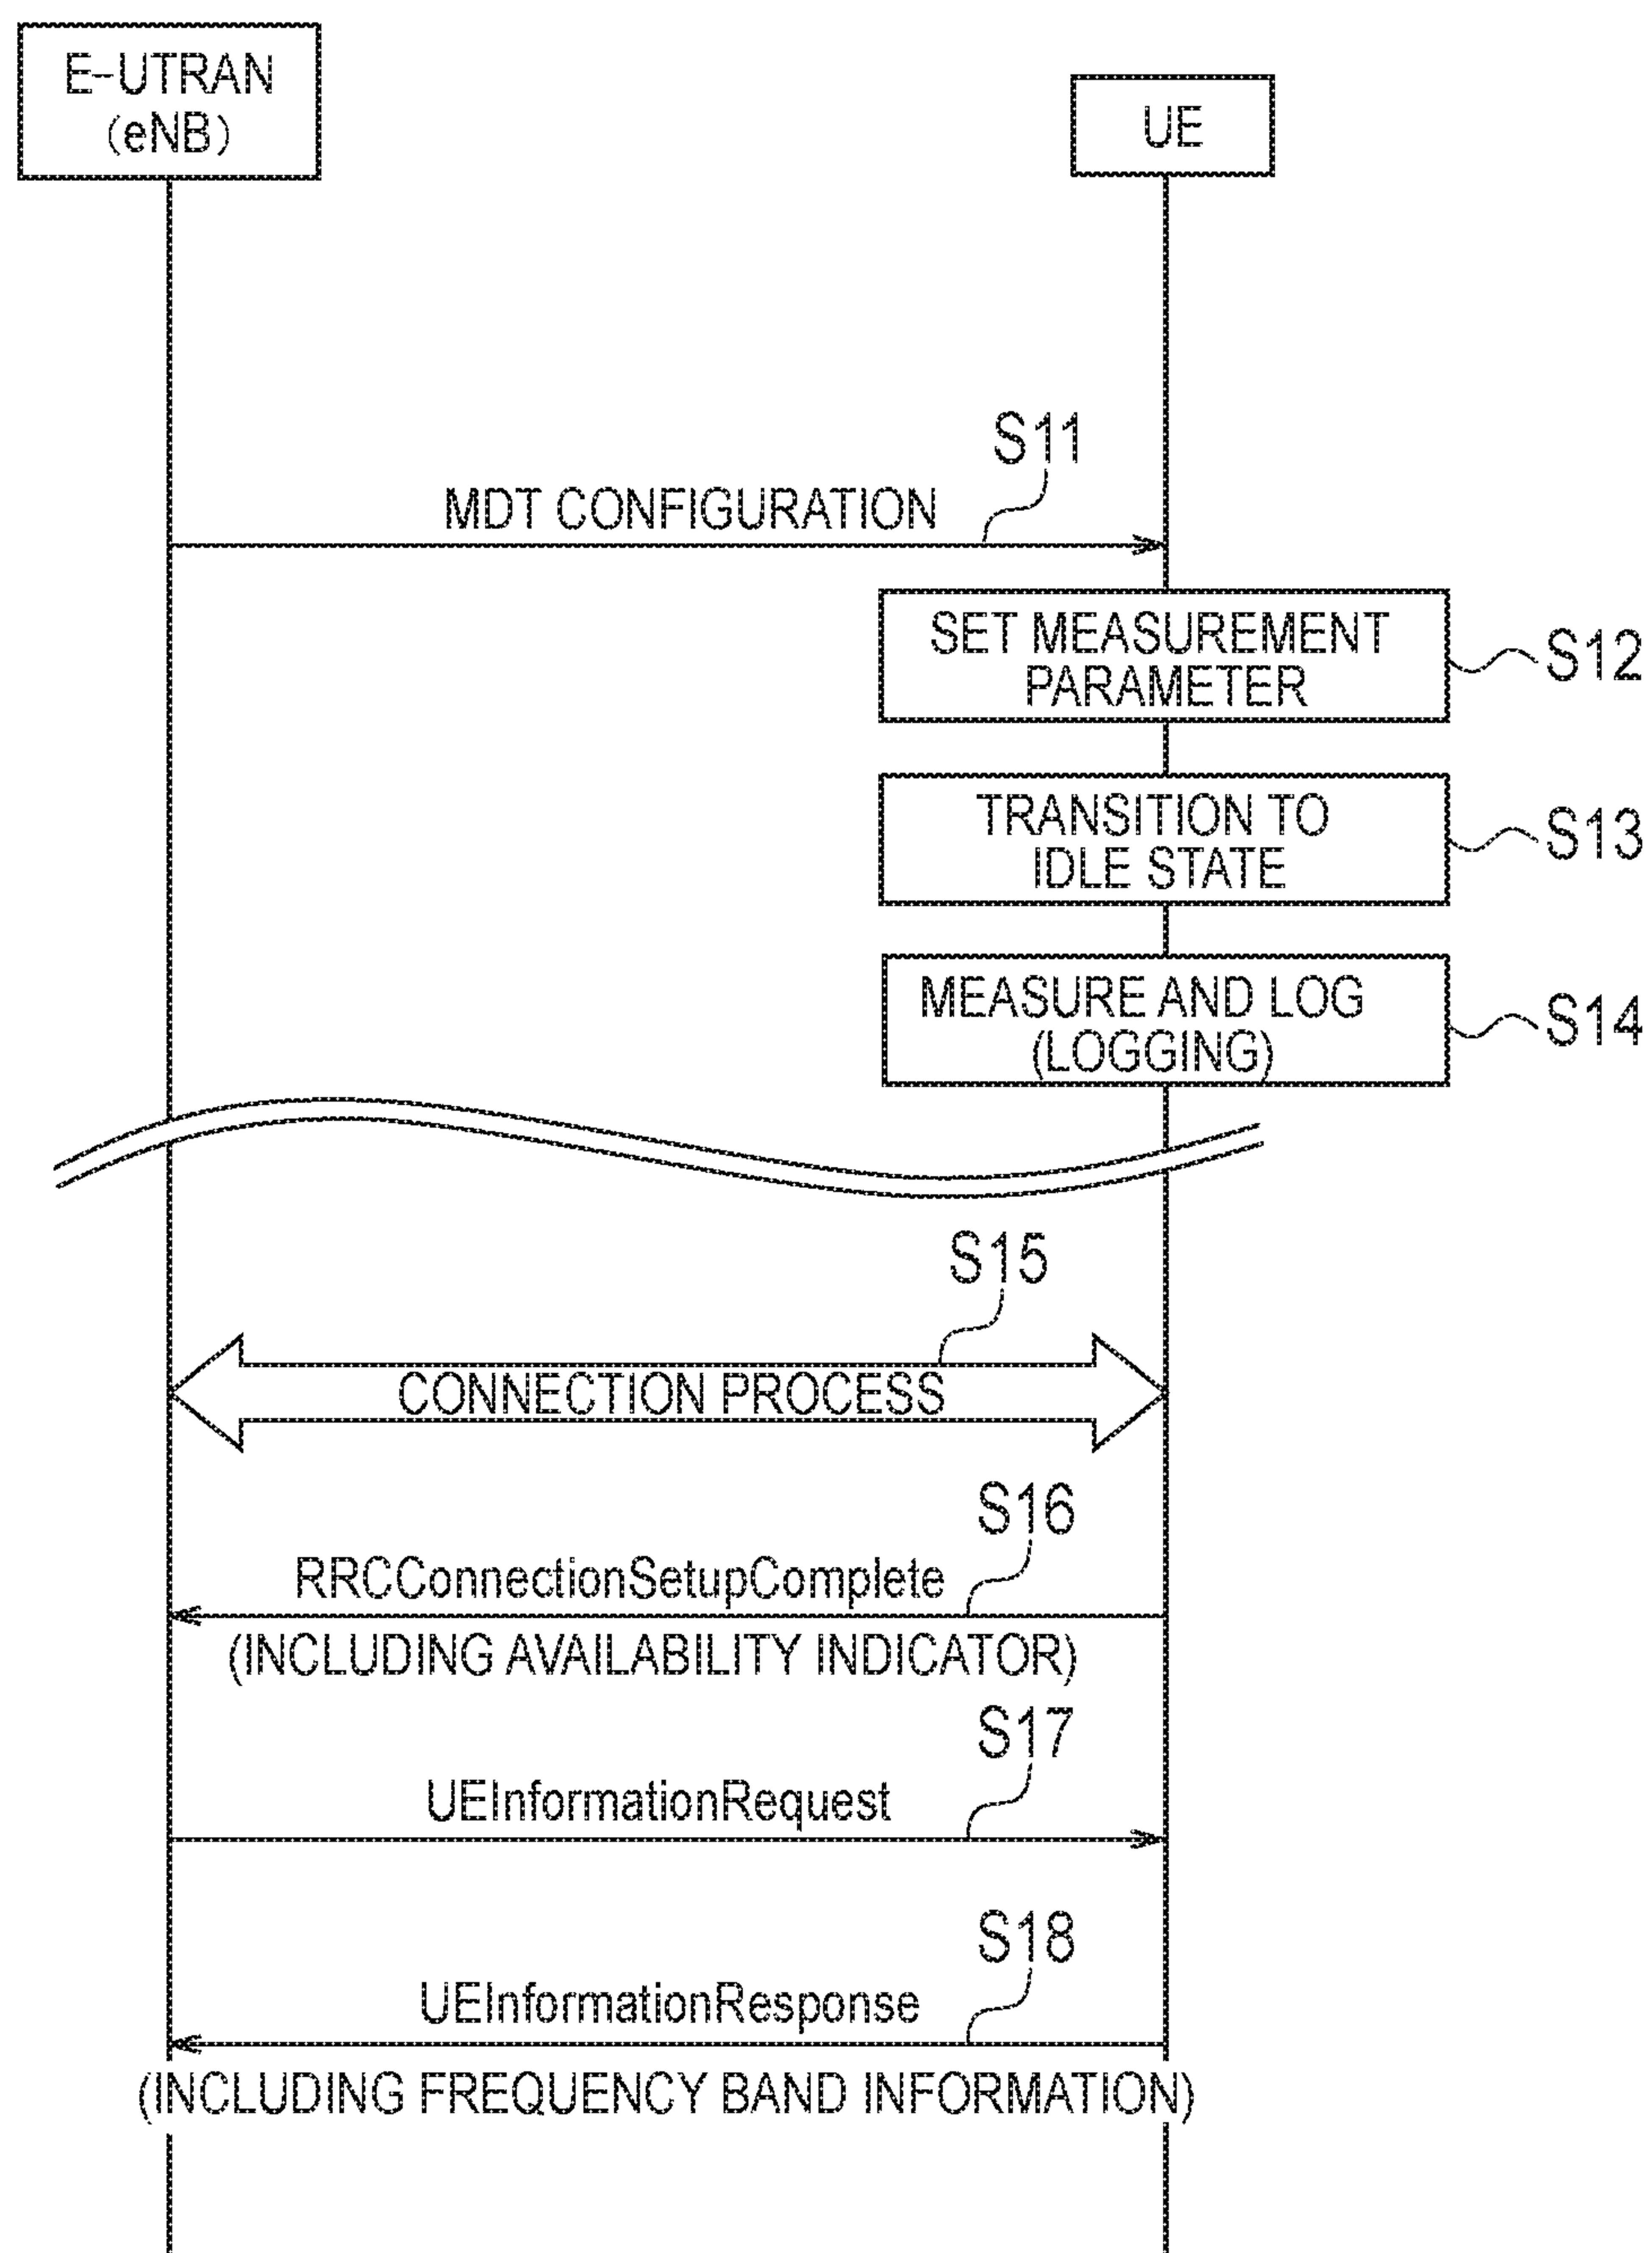 E-UTRAN
(eNB)
UE
S11
MDT CONFIGURATION
SET MEASUREMENT
PARAMETER
S12
TRANSITION TO
IDLE STATE
S13
MEASURE AND LOG
(LOGGING)
S14
S15
CONNECTION PROCESS
S16
RRCConnectionSetupComplete
(INCLUDING AVAILABILITY INDICATOR)
S17
UEInformationRequest
S18
UEInformationResponse
(INCLUDING FREQUENCY BAND INFORMATION)